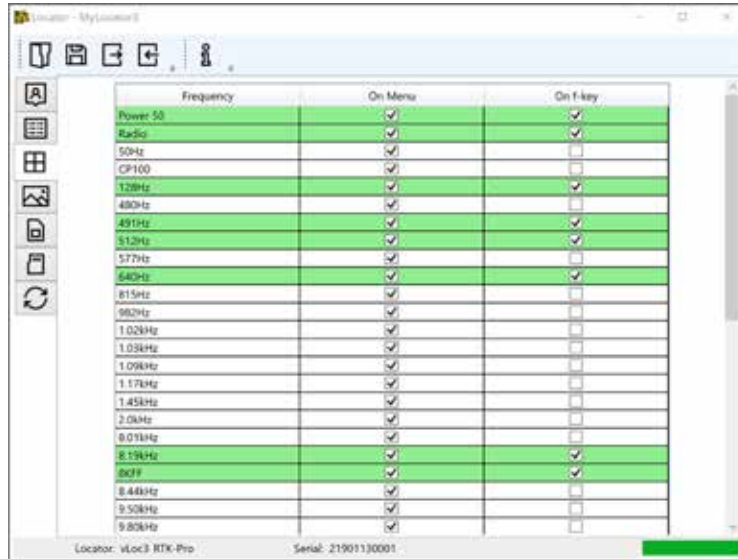 Locator - MyLocator3
Frequency On Menu On f-key
Power 50
Radio
50Hz
CP100
128Hz
480Hz
491Hz
512Hz
577Hz
640Hz
815Hz
982Hz
1.02kHz
1.03kHz
1.09kHz
1.17kHz
1.45kHz
2.0kHz
8.01kHz
8.19kHz
8KFF
8.44kHz
9.50kHz
9.80kHz
Locator: vLoc3 RTK-Pro Serial: 21901130001